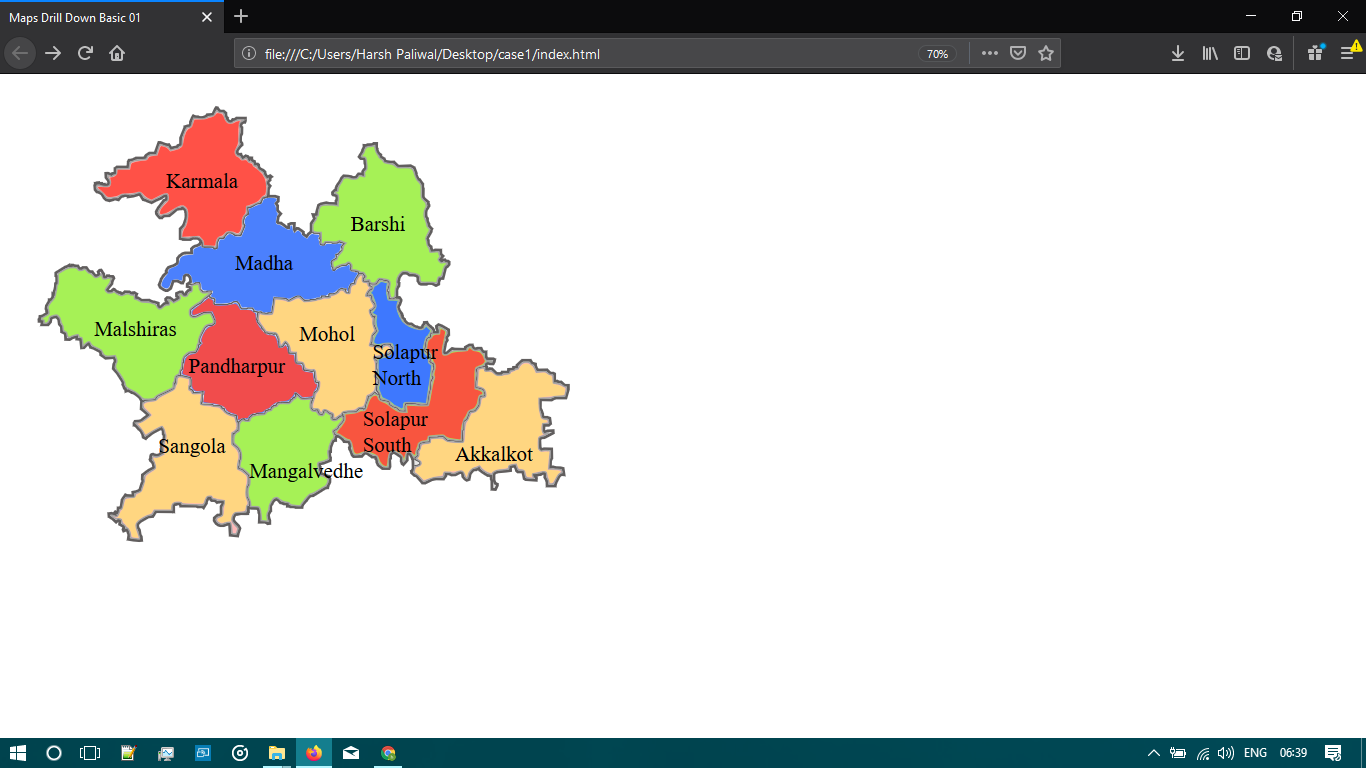 Maps Drill Down Basic 01
file:///C:/Users/Harsh Paliwal/Desktop/case1/index.html
70%
Karmala
Barshi
Madha
Malshiras
Mohol
Pandharpur
Solapur
North
Solapur
South
Sangola
Akkalkot
Mangalvedhe
ENG
06:39